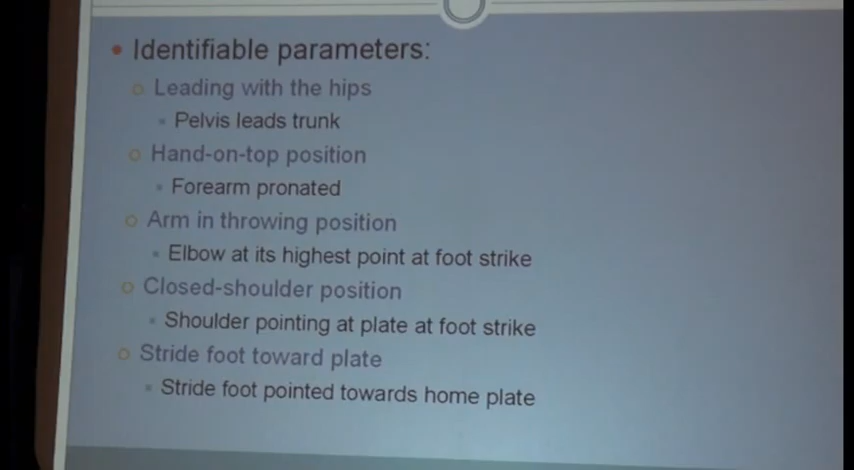 Identifiable parameters:
Leading with the hips
Pelvis leads trunk
Hand-on-top position
Forearm pronated
Arm in throwing position
Elbow at its highest point at foot strike
Closed-shoulder position
Shoulder pointing at plate at foot strike
Stride foot toward plate
Stride foot pointed towards home plate